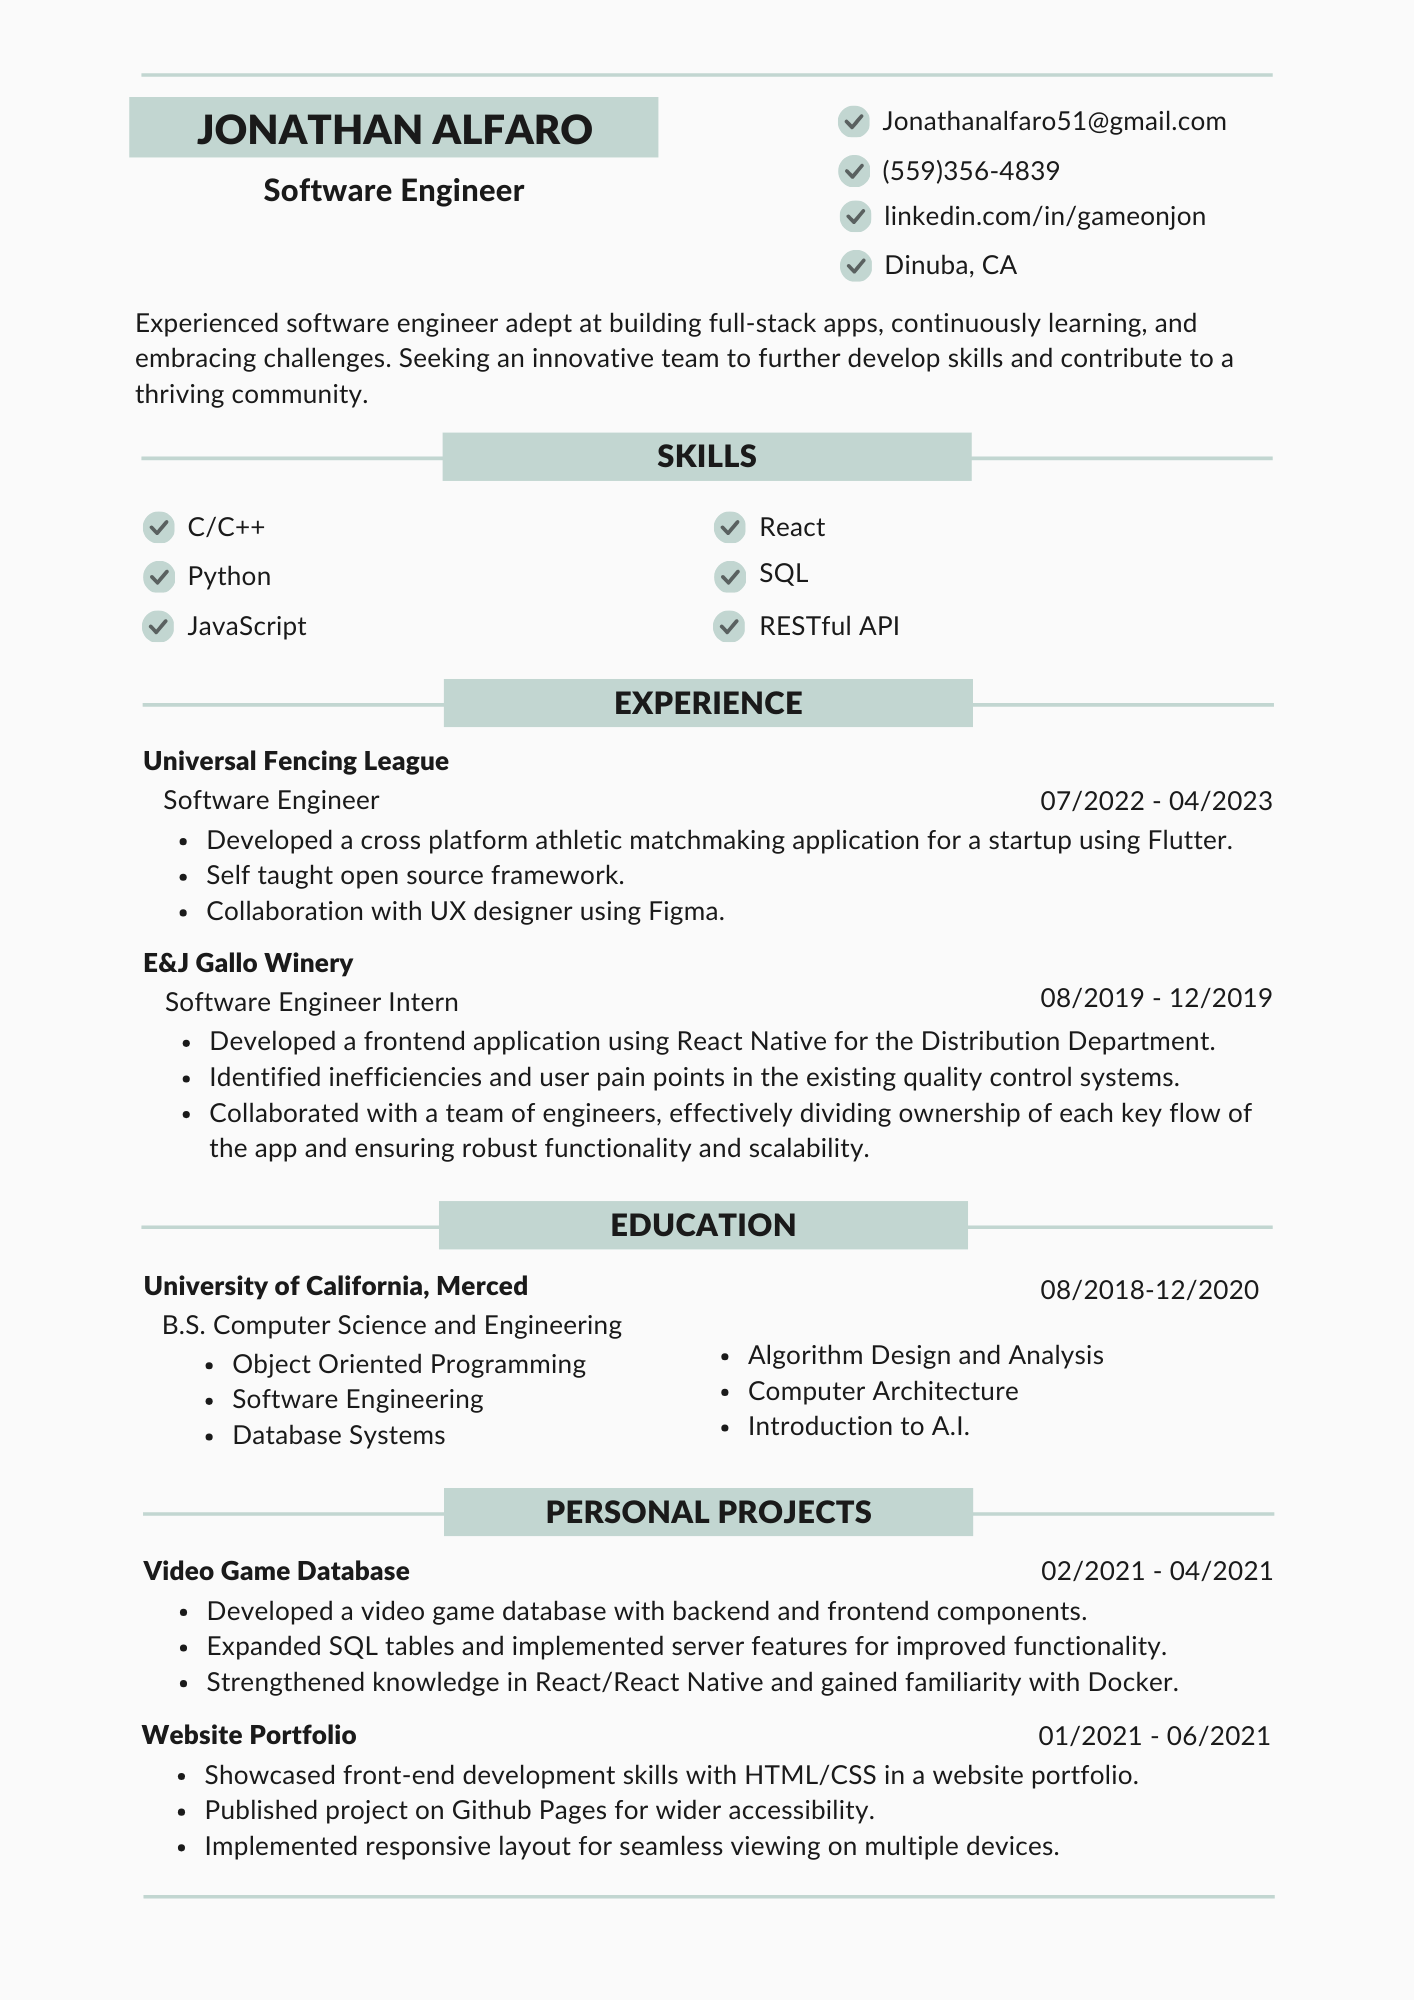 JONATHAN ALFARO
Software Engineer
Jonathanalfaro51@gmail.com
(559)356-4839
linkedin.com/in/gameonjon
Dinuba, CA
Experienced software engineer adept at building full-stack apps, continuously learning, and
embracing challenges. Seeking an innovative team to further develop skills and contribute to a
thriving community.
SKILLS
C/C++
Python
JavaScript
React
SQL
RESTful API
EXPERIENCE
Universal Fencing League
Software Engineer
07/2022 - 04/2023
• Developed a cross platform athletic matchmaking application for a startup using Flutter.
• Self taught open source framework.
• Collaboration with UX designer using Figma.
E&J Gallo Winery
Software Engineer Intern
08/2019 - 12/2019
• Developed a frontend application using React Native for the Distribution Department.
• Identified inefficiencies and user pain points in the existing quality control systems.
• Collaborated with a team of engineers, effectively dividing ownership of each key flow of
the app and ensuring robust functionality and scalability.
EDUCATION
University of California, Merced
08/2018-12/2020
B.S. Computer Science and Engineering
• Object Oriented Programming
• Software Engineering
• Database Systems
• Algorithm Design and Analysis
• Computer Architecture
• Introduction to A.I.
PERSONAL PROJECTS
Video Game Database
02/2021 - 04/2021
• Developed a video game database with backend and frontend components.
• Expanded SQL tables and implemented server features for improved functionality.
• Strengthened knowledge in React/React Native and gained familiarity with Docker.
Website Portfolio
01/2021 - 06/2021
• Showcased front-end development skills with HTML/CSS in a website portfolio.
• Published project on Github Pages for wider accessibility.
• Implemented responsive layout for seamless viewing on multiple devices.